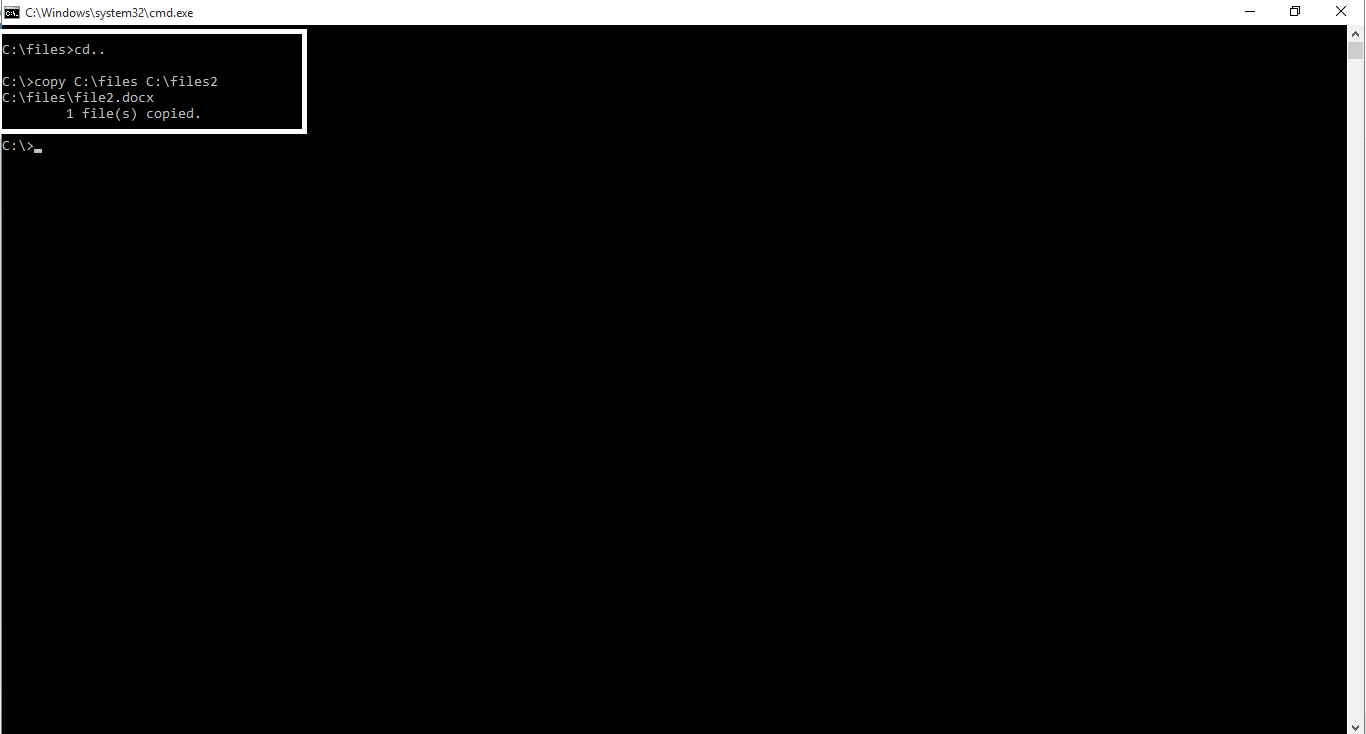 C:\Windows\system32\cmd.exe
C:\files>cd..
C:\>copy C:\files C:\files2
C:\files\file2.docx
        1 file(s) copied.
C:\>